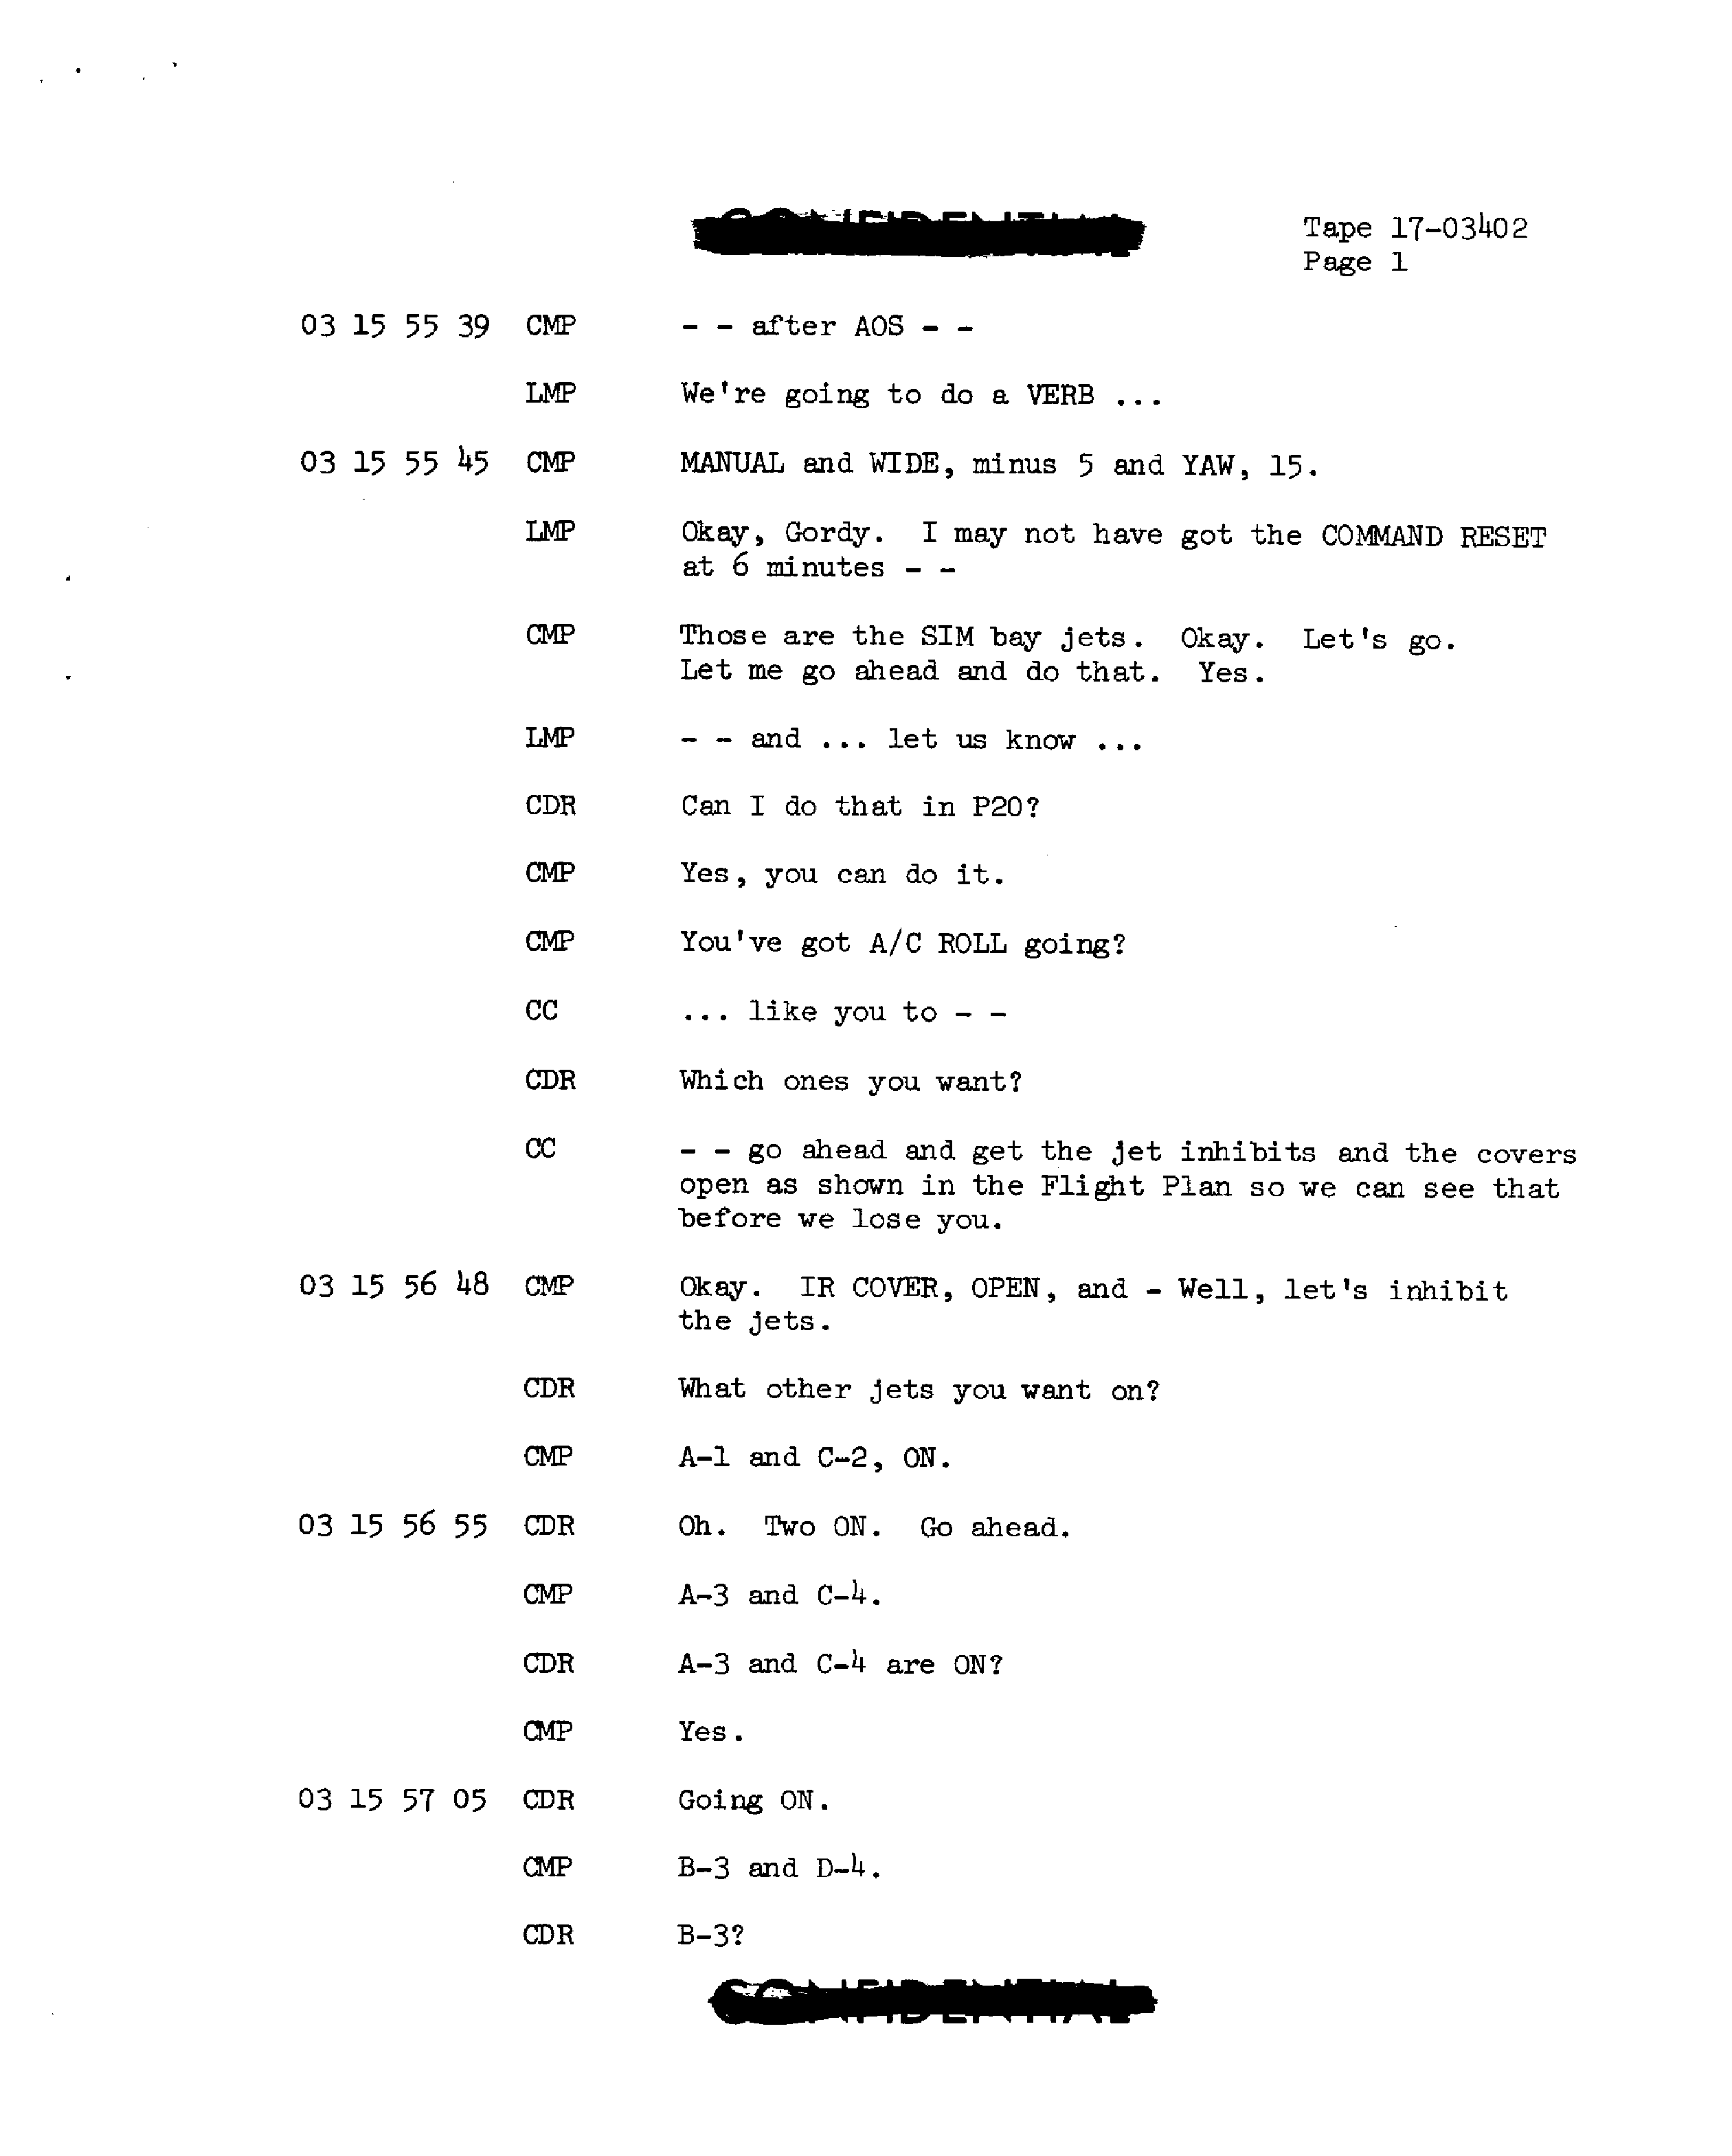 CONFIDENTIAL
Tape 17-03402
Page 1
03 15 55 39 CMP - - after AOS - -
LMP We're going to do a VERB ...
03 15 55 45 CMP MANUAL and WIDE, minus 5 and YAW, 15.
LMP Okay, Gordy. I may not have got the COMMAND RESET
at 6 minutes - -
CMP Those are the SIM bay jets. Okay. Let's go.
Let me go ahead and do that. Yes.
LMP - - and ... let us know ...
CDR Can I do that in P20?
CMP Yes, you can do it.
CMP You've got A/C ROLL going?
CC ... like you to - -
CDR Which ones you want?
CC - - go ahead and get the jet inhibits and the covers
open as shown in the Flight Plan so we can see that
before we lose you.
03 15 56 48 CMP Okay. IR COVER, OPEN, and - Well, let's inhibit
the jets.
CDR What other jets you want on?
CMP A-1 and C-2, ON.
03 15 56 55 CDR Oh. Two ON. Go ahead.
CMP A-3 and C-4.
CDR A-3 and C-4 are ON?
CMP Yes.
03 15 57 05 CDR Going ON.
CMP B-3 and D-4.
CDR B-3?
CONFIDENTIAL